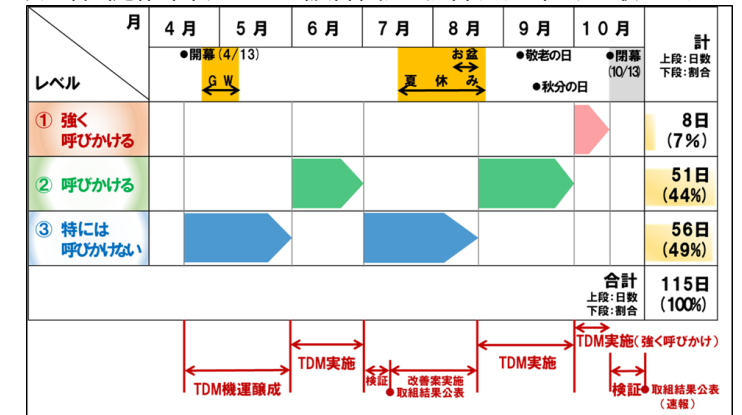 月
4月 5月 6月 7月 8月 9月 10月
計
上段:日数
下段:割合
レベル
●開幕(4/13)
GW
お盆
夏休み
●敬老の日
●秋分の日
●閉幕
(10/13)
① 強く
呼びかける
8日
(7%)
② 呼びかける
51日
(44%)
③ 特には
呼びかけない
56日
(49%)
合計
上段:日数
下段:割合
115日
(100%)
TDM機運醸成
TDM実施
検証
改善案実施
●取組結果公表
TDM実施
TDM実施(強く呼びかけ)
検証
●取組結果公表
(速報)